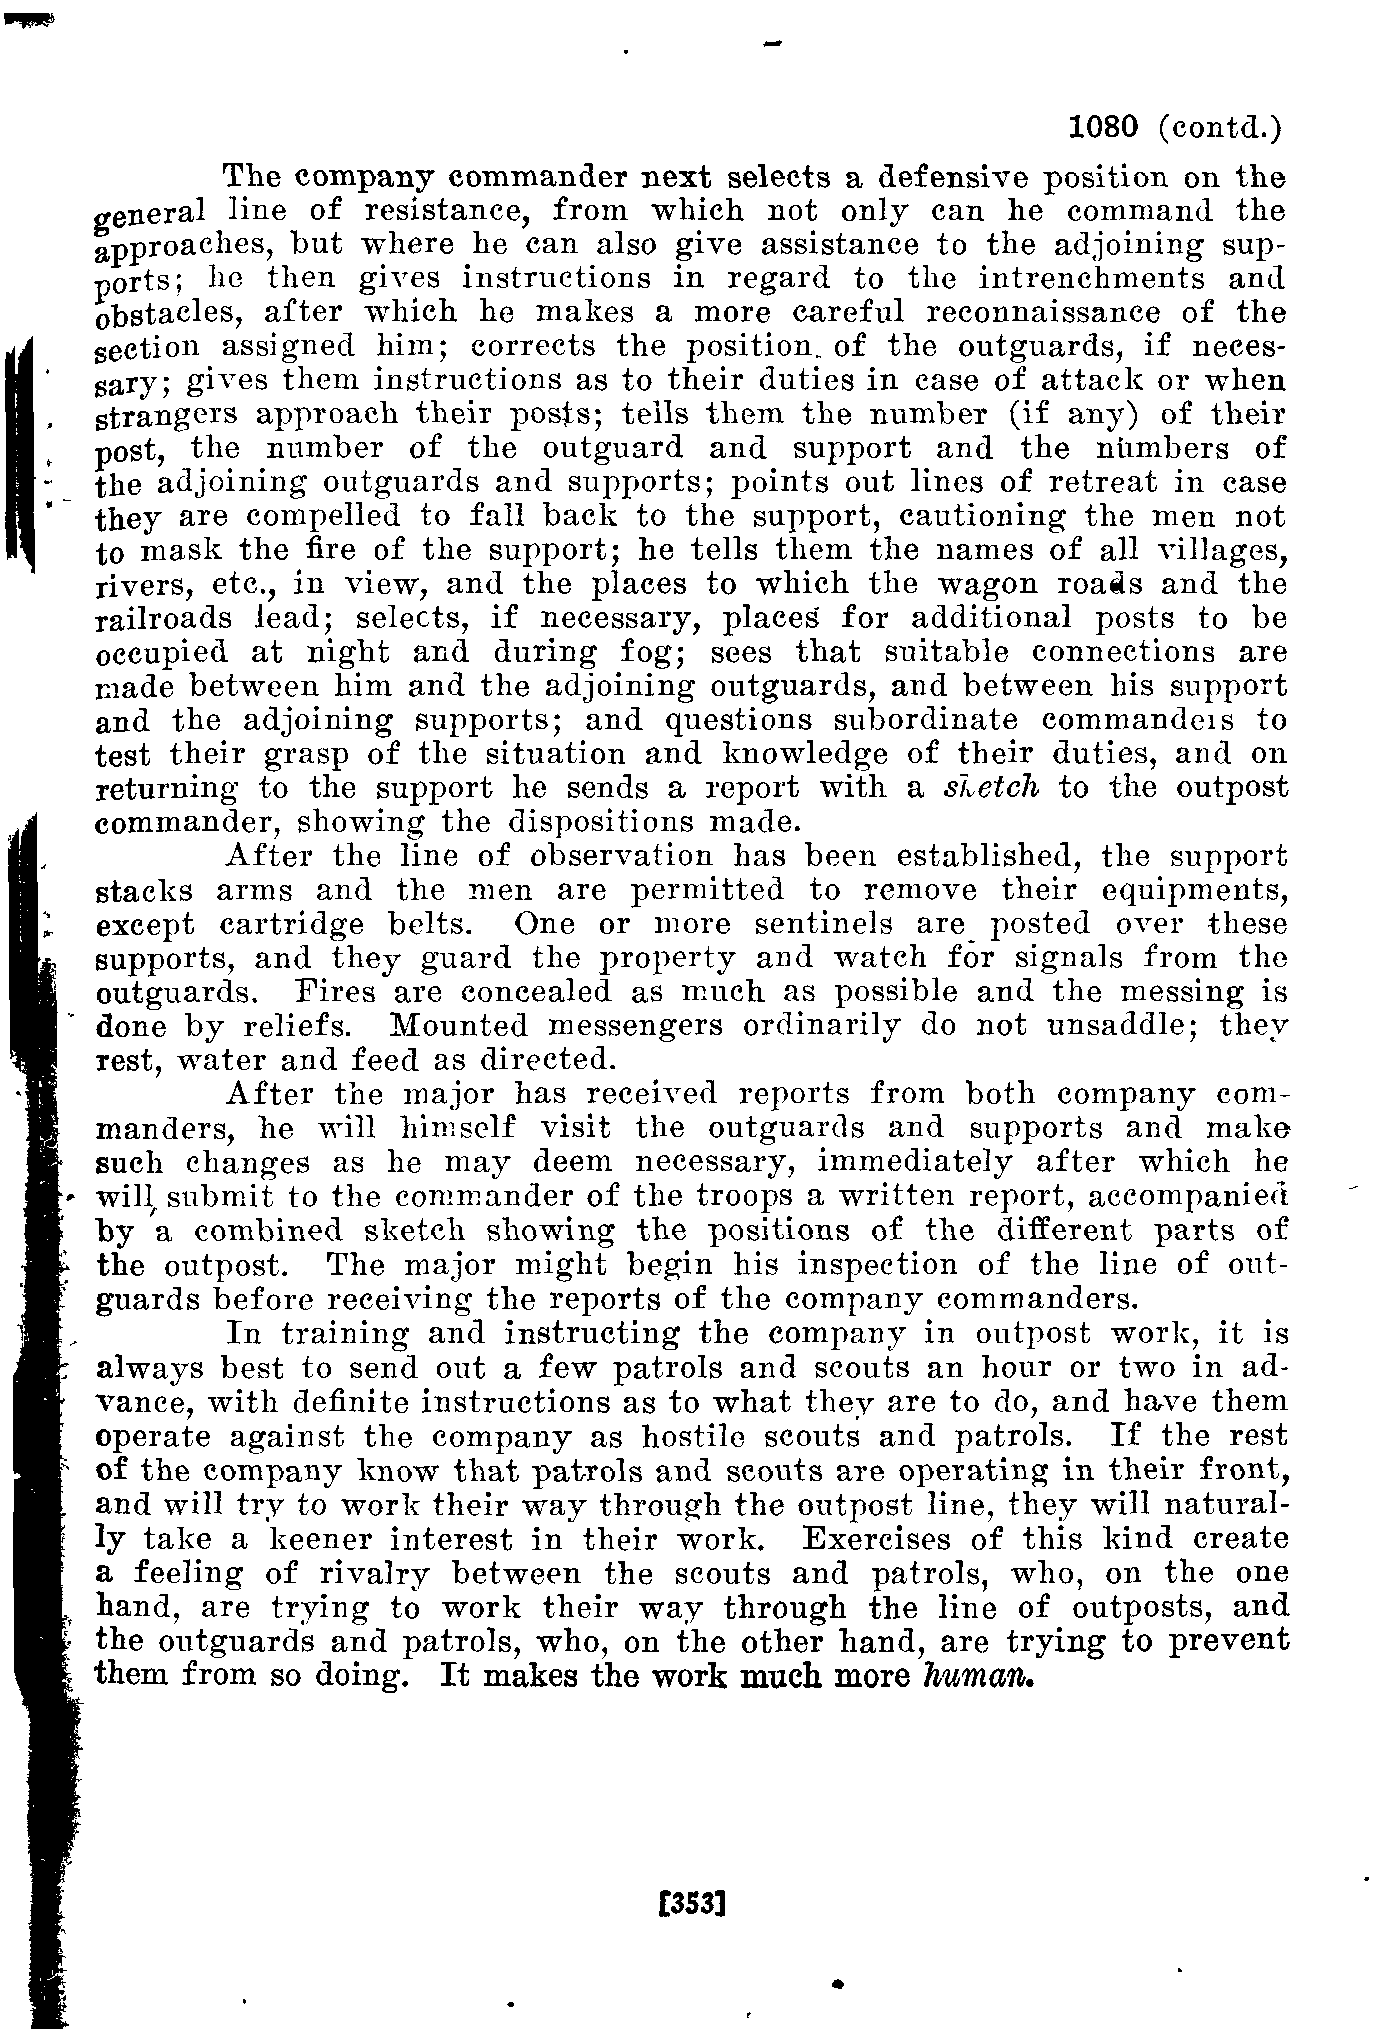 1080 (contd.)
The company commander next selects a defensive position on the
general line of resistance, from which not only can he command the
approaches, but where he can also give assistance to the adjoining sup-
ports; he then gives instructions in regard to the intrenchments and
obstacles, after which he makes a more careful reconnaissance of the
section assigned him; corrects the position of the outguards, if neces-
sary; gives them instructions as to their duties in case of attack or when
strangers approach their posts; tells them the number (if any) of their
post, the number of the outguard and support and the numbers of
the adjoining outguards and supports; points out lines of retreat in case
they are compelled to fall back to the support, cautioning the men not
to mask the fire of the support; he tells them the names of all villages,
rivers, etc., in view, and the places to which the wagon roads and the
railroads lead; selects, if necessary, places for additional posts to be
occupied at night and during fog; sees that suitable connections are
made between him and the adjoining outguards, and between his support
and the adjoining supports; and questions subordinate commanders to
test their grasp of the situation and knowledge of their duties, and on
returning to the support he sends a report with a sketch to the outpost
commander, showing the dispositions made.
After the line of observation has been established, the support
stacks arms and the men are permitted to remove their equipments,
except cartridge belts. One or more sentinels are posted over these
supports, and they guard the property and watch for signals from the
outguards. Fires are concealed as much as possible and the messing is
done by reliefs. Mounted messengers ordinarily do not unsaddle; they
rest, water and feed as directed.
After the major has received reports from both company com-
manders, he will himself visit the outguards and supports and make
such changes as he may deem necessary, immediately after which he
will submit to the commander of the troops a written report, accompanied
by a combined sketch showing the positions of the different parts of
the outpost. The major might begin his inspection of the line of out-
guards before receiving the reports of the company commanders.
In training and instructing the company in outpost work, it is
always best to send out a few patrols and scouts an hour or two in ad-
vance, with definite instructions as to what they are to do, and have them
operate against the company as hostile scouts and patrols. If the rest
of the company know that patrols and scouts are operating in their front,
and will try to work their way through the outpost line, they will natural-
ly take a keener interest in their work. Exercises of this kind create
a feeling of rivalry between the scouts and patrols, who, on the one
hand, are trying to work their way through the line of outposts, and
the outguards and patrols, who, on the other hand, are trying to prevent
them from so doing. It makes the work much more human.
[353]